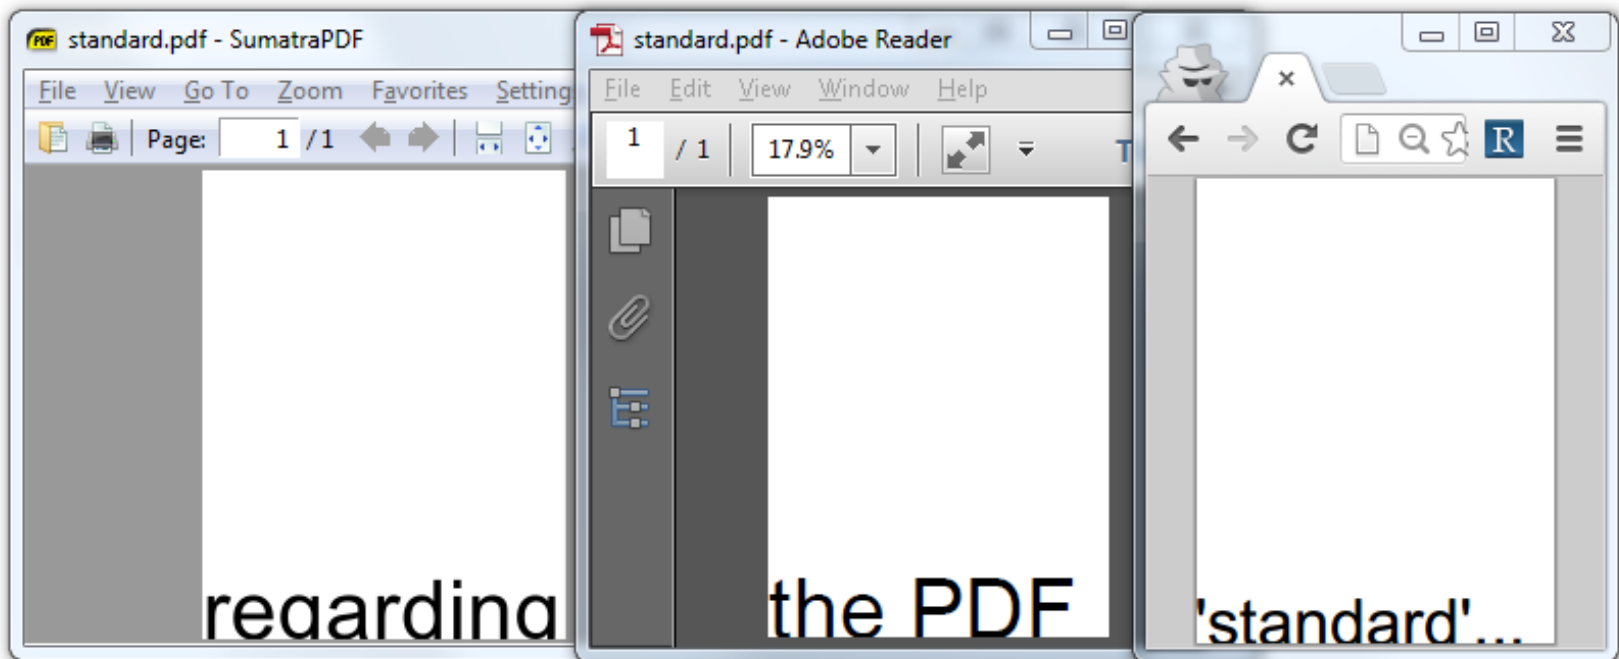 standard.pdf - SumatraPDF
File View Go To Zoom Favorites Setting
Page: 1 / 1
regarding
standard.pdf - Adobe Reader
File Edit View Window Help
1 / 1 17.9% T
the PDF
R
'standard'...